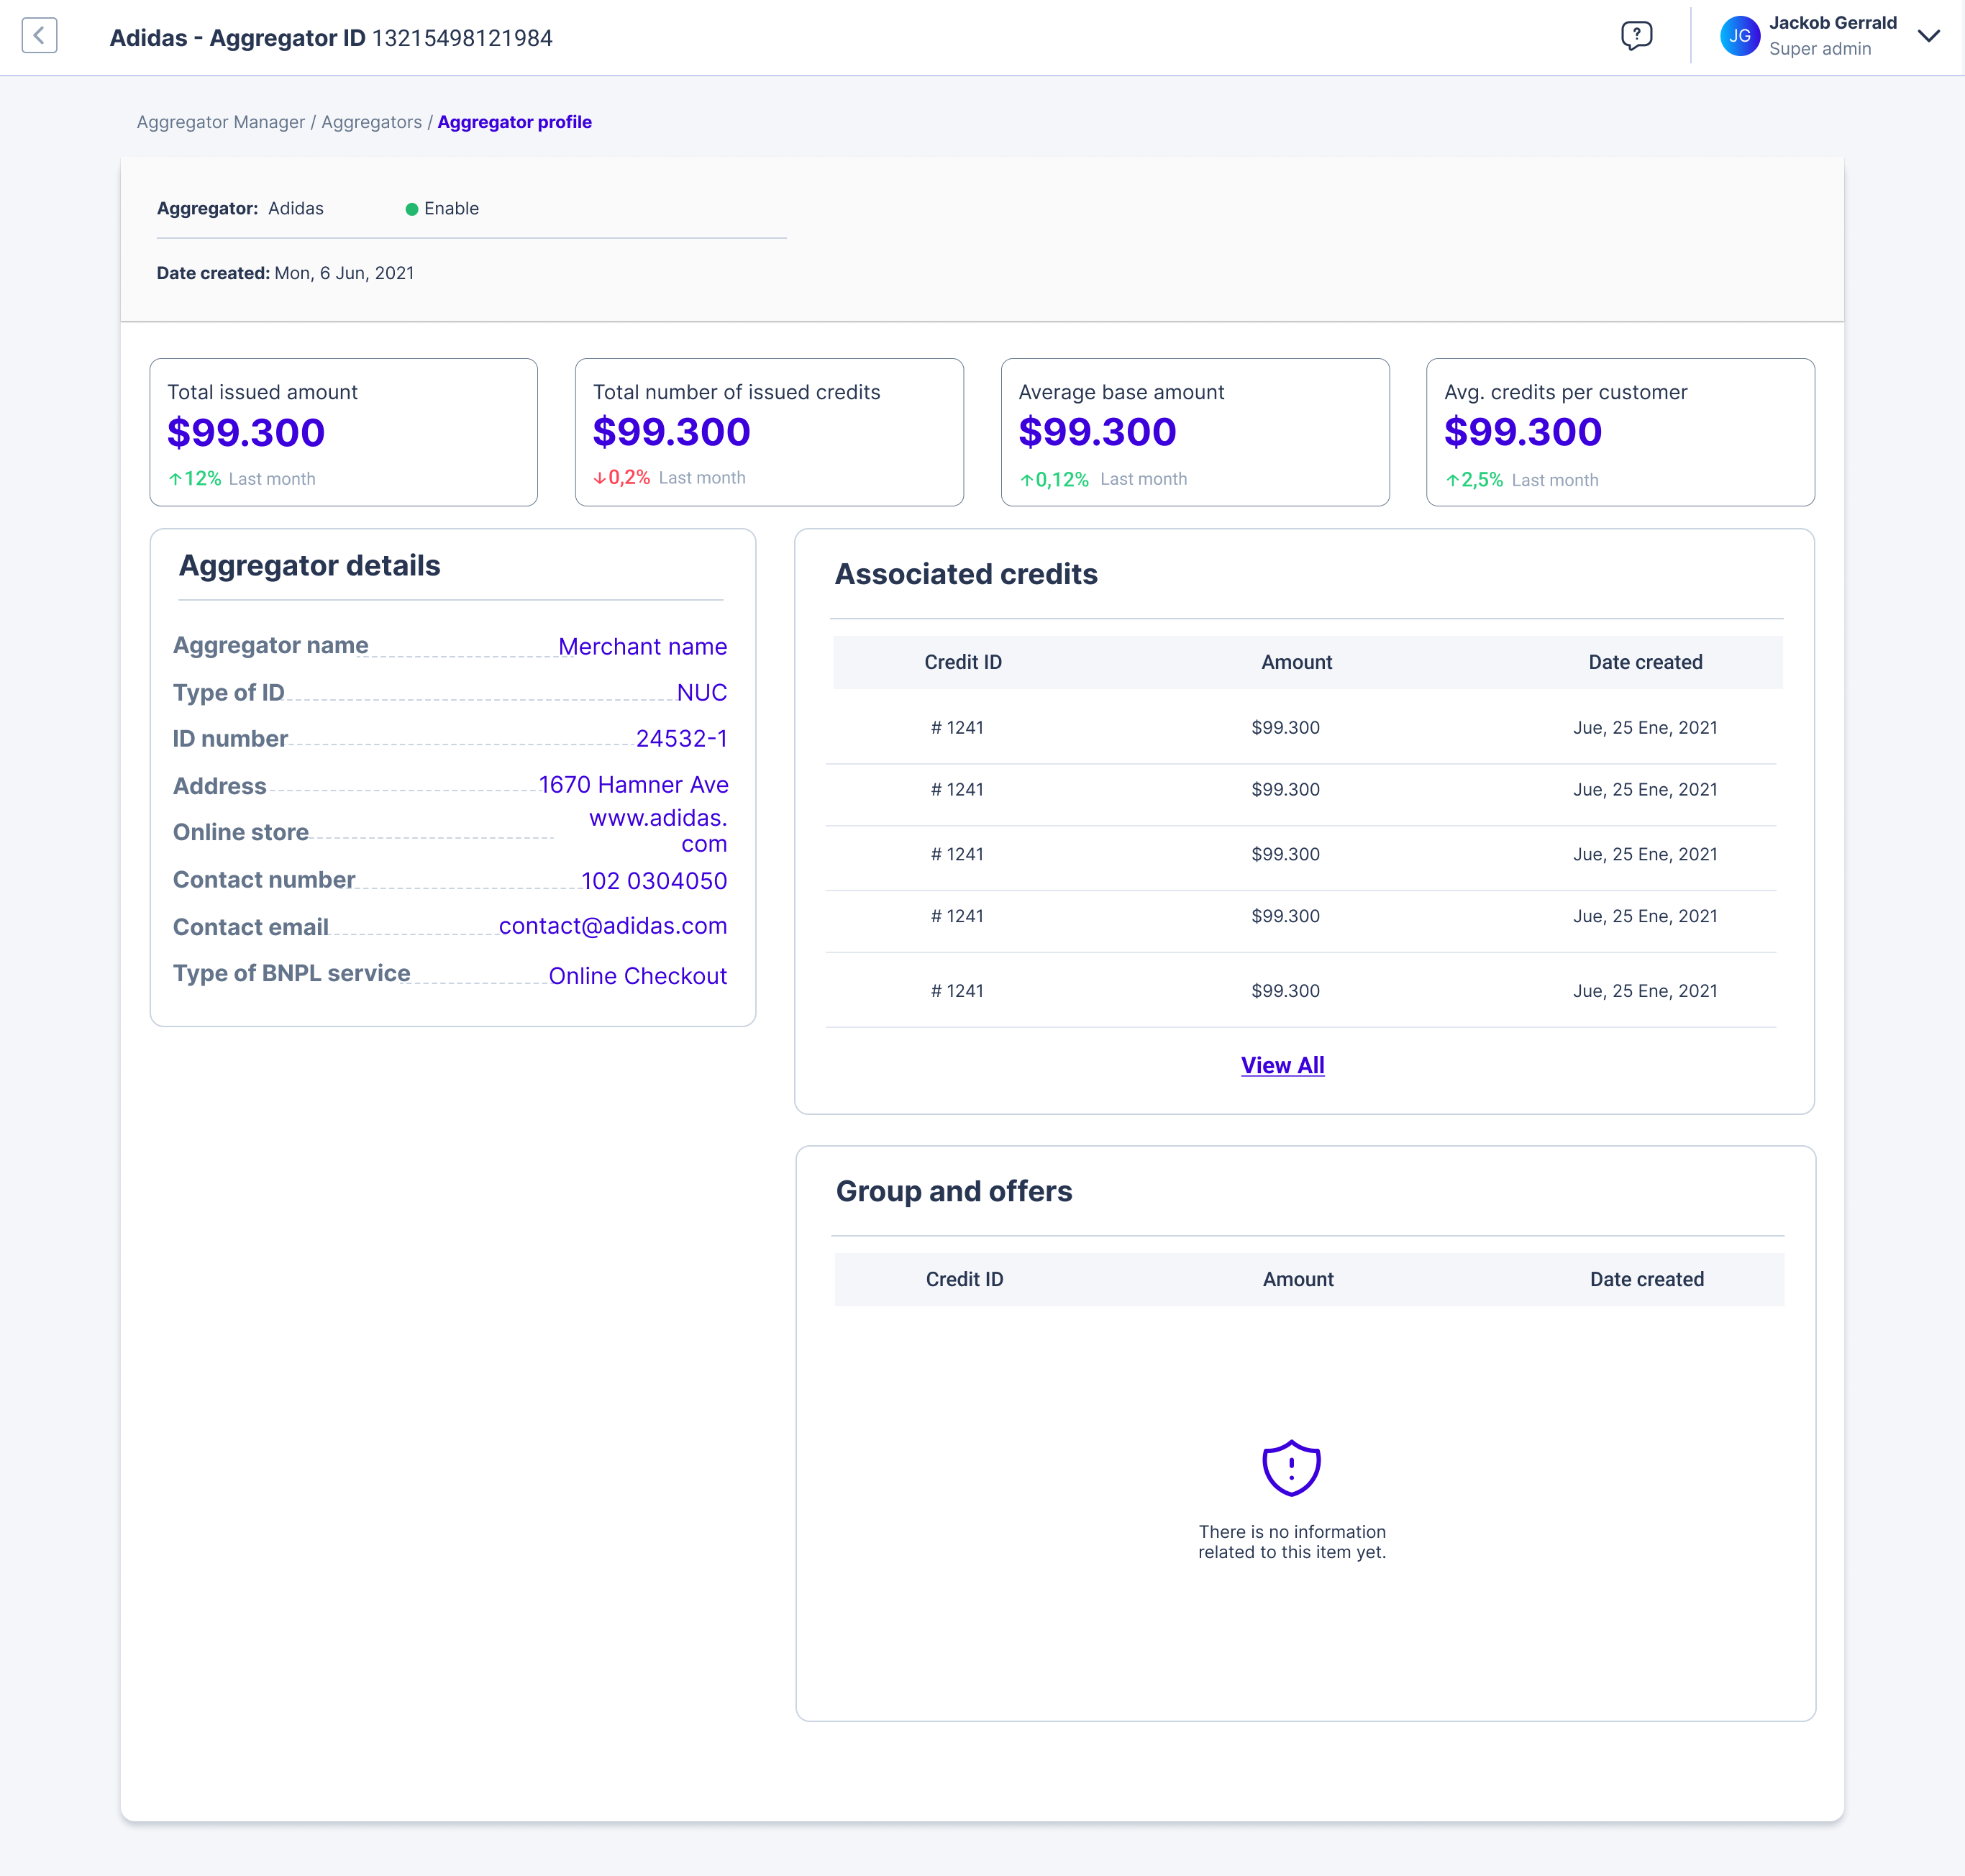 Adidas - Aggregator ID 13215498121984
?
JG
Jackob Gerrald
Super admin
Aggregator Manager / Aggregators / Aggregator profile
Aggregator: Adidas
Enable
Date created: Mon, 6 Jun, 2021
Total issued amount
$99.300
↑12% Last month
Total number of issued credits
$99.300
↓0,2% Last month
Average base amount
$99.300
↑0,12% Last month
Avg. credits per customer
$99.300
↑2,5% Last month
Aggregator details
Aggregator name Merchant name
Type of ID NUC
ID number 24532-1
Address 1670 Hamner Ave
Online store www.adidas.
com
Contact number 102 0304050
Contact email contact@adidas.com
Type of BNPL service Online Checkout
Associated credits
Credit ID Amount Date created
# 1241 $99.300 Jue, 25 Ene, 2021
# 1241 $99.300 Jue, 25 Ene, 2021
# 1241 $99.300 Jue, 25 Ene, 2021
# 1241 $99.300 Jue, 25 Ene, 2021
# 1241 $99.300 Jue, 25 Ene, 2021
View All
Group and offers
Credit ID Amount Date created
There is no information
related to this item yet.